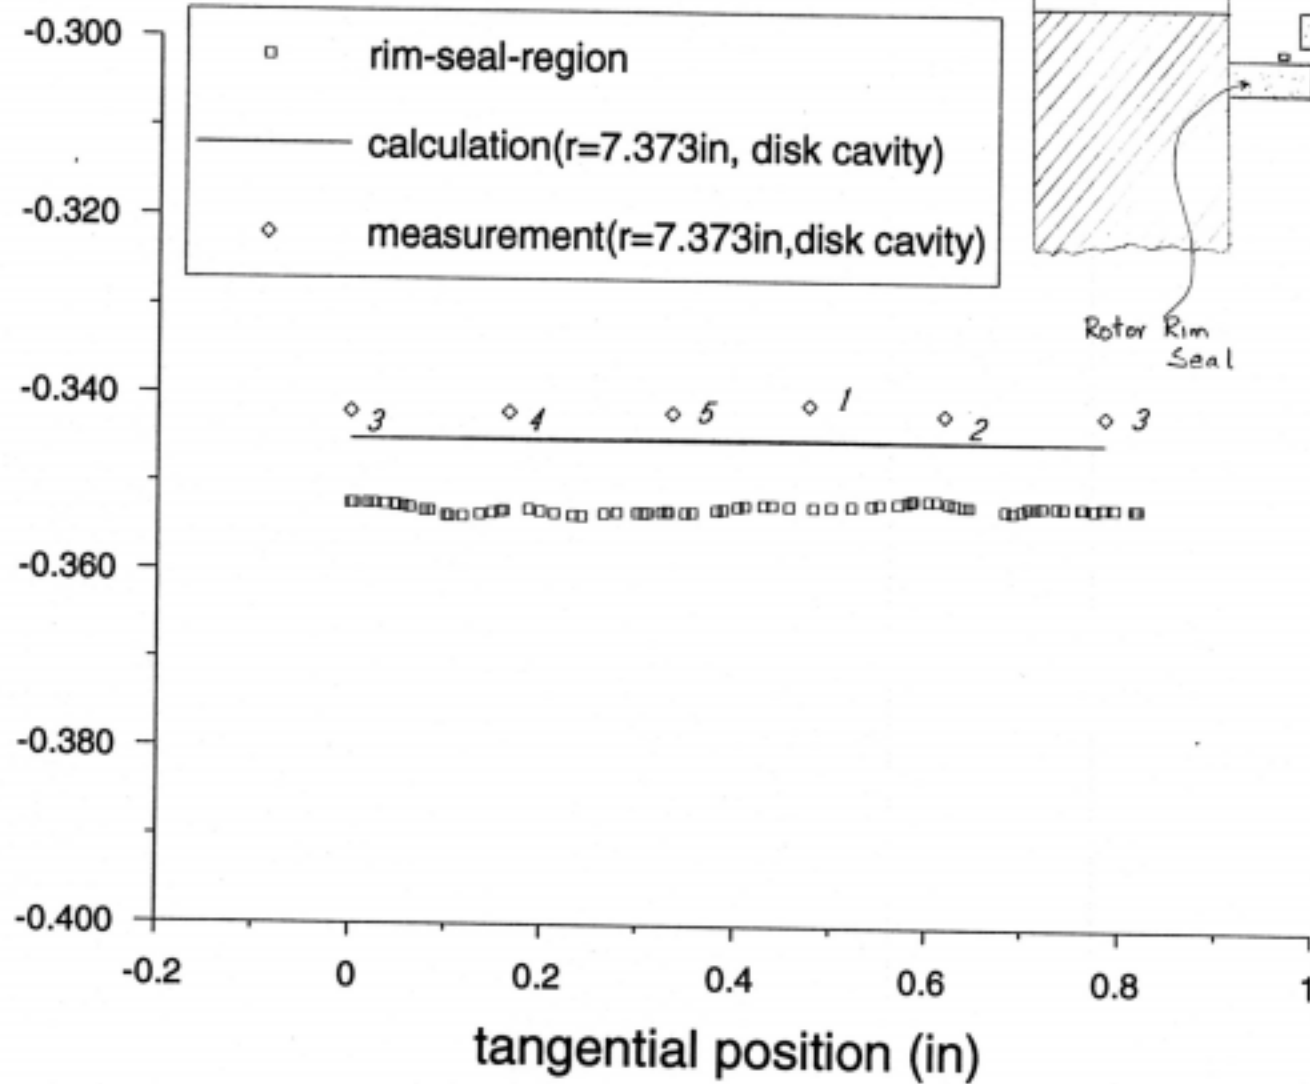 -0.300
rim-seal-region
calculation(r=7.373in, disk cavity)
-0.320
measurement(r=7.373in,disk cavity)
Rotor Rim
Seal
-0.340
3 4 5 1 2 3
-0.360
-0.380
-0.400
-0.2 0 0.2 0.4 0.6 0.8 1
tangential position (in)